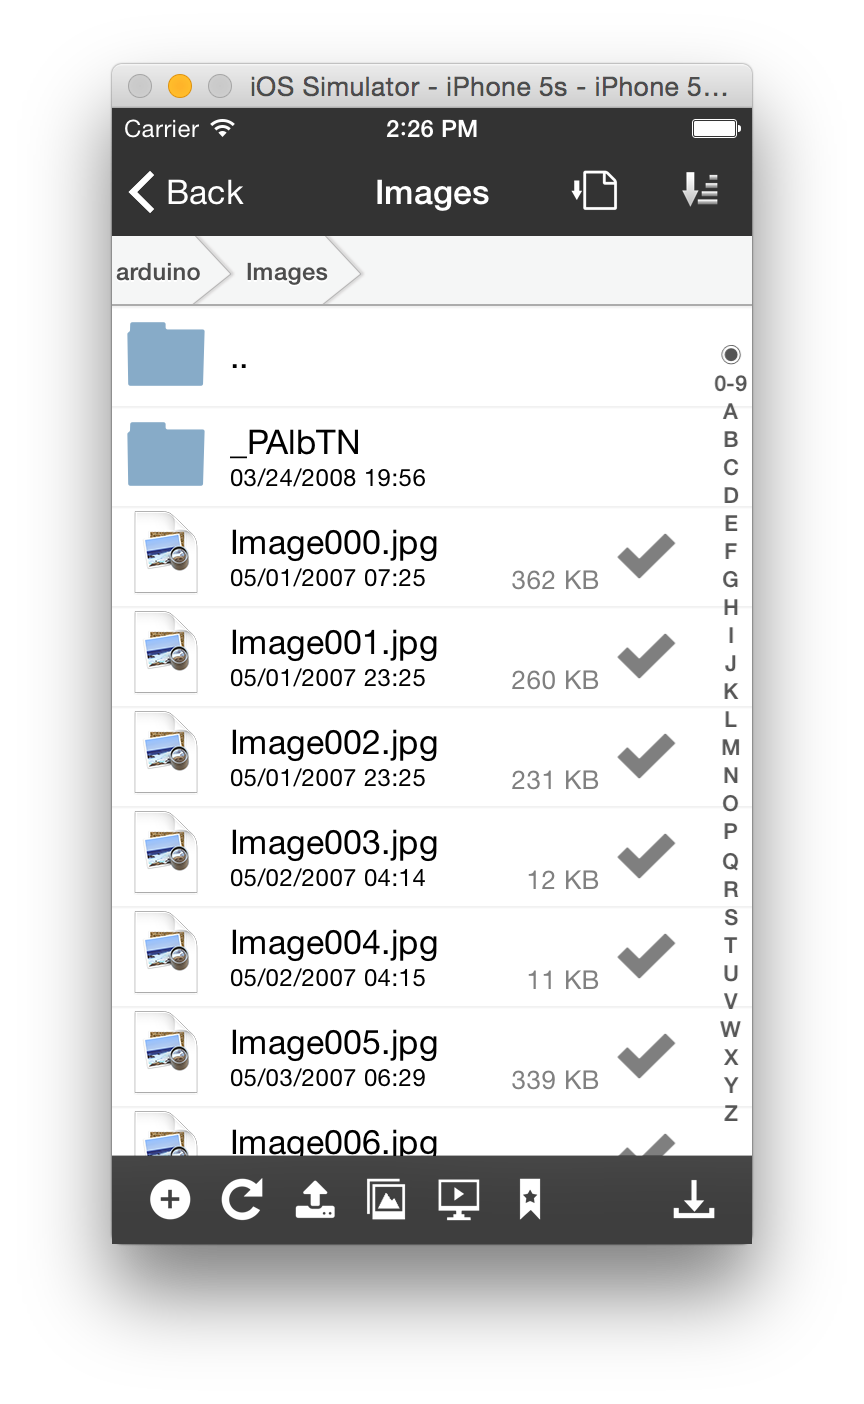 iOS Simulator - iPhone 5s - iPhone 5...
Carrier 2:26 PM
Back Images
arduino Images
..
_PAlbTN
03/24/2008 19:56
Image000.jpg
05/01/2007 07:25 362 KB
Image001.jpg
05/01/2007 23:25 260 KB
Image002.jpg
05/01/2007 23:25 231 KB
Image003.jpg
05/02/2007 04:14 12 KB
Image004.jpg
05/02/2007 04:15 11 KB
Image005.jpg
05/03/2007 06:29 339 KB
Image006.jpg
0-9
A
B
C
D
E
F
G
H
I
J
K
L
M
N
O
P
Q
R
S
T
U
V
W
X
Y
Z